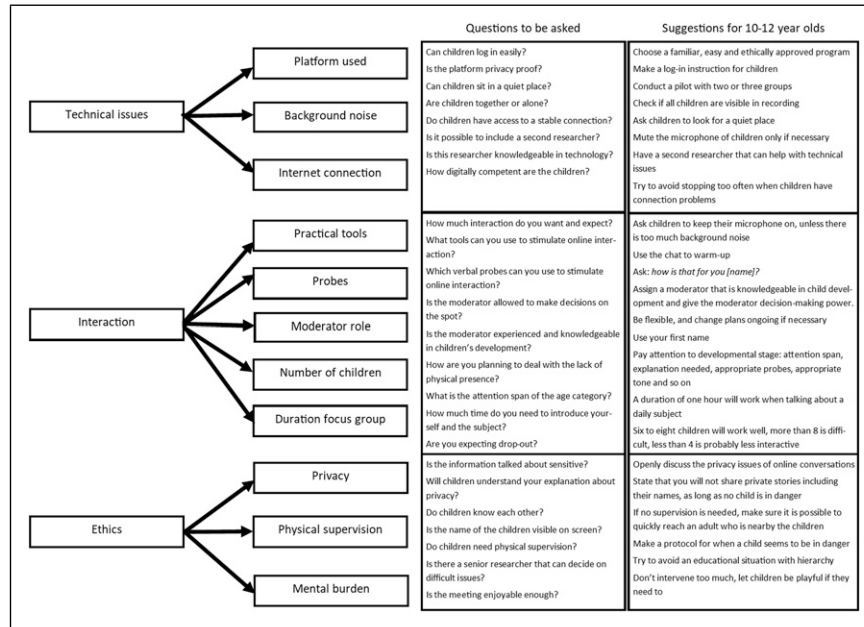 Questions to be asked
Suggestions for 10-12 year olds
Technical issues
Platform used
Background noise
Internet connection
Can children log in easily?
Is the platform privacy proof?
Can children sit in a quiet place?
Are children together or alone?
Do children have access to a stable connection?
Is it possible to include a second researcher?
Is this researcher knowledgeable in technology?
How digitally competent are the children?
Choose a familiar, easy and ethically approved program
Make a log-in instruction for children
Conduct a pilot with two or three groups
Check if all children are visible in recording
Ask children to look for a quiet place
Mute the microphone of children only if necessary
Have a second researcher that can help with technical
issues
Try to avoid stopping too often when children have
connection problems
Interaction
Practical tools
Probes
Moderator role
Number of children
Duration focus group
How much interaction do you want and expect?
What tools can you use to stimulate online inter-
action?
Which verbal probes can you use to stimulate
online interaction?
Is the moderator allowed to make decisions on
the spot?
Is the moderator experienced and knowledgeable
in children's development?
How are you planning to deal with the lack of
physical presence?
What is the attention span of the age category?
How much time do you need to introduce your-
self and the subject?
Are you expecting drop-out?
Ask children to keep their microphone on, unless there
is too much background noise
Use the chat to warm-up
Ask: how is that for you [name]?
Assign a moderator that is knowledgeable in child devel-
opment and give the moderator decision-making power.
Be flexible, and change plans ongoing if necessary
Use your first name
Pay attention to developmental stage: attention span,
explanation needed, appropriate probes, appropriate
tone and so on
A duration of one hour will work when talking about a
daily subject
Six to eight children will work well, more than 8 is diffi-
cult, less than 4 is probably less interactive
Ethics
Privacy
Physical supervision
Mental burden
Is the information talked about sensitive?
Will children understand your explanation about
privacy?
Do children know each other?
Is the name of the children visible on screen?
Do children need physical supervision?
Is there a senior researcher that can decide on
difficult issues?
Is the meeting enjoyable enough?
Openly discuss the privacy issues of online conversations
State that you will not share private stories including
their names, as long as no child is in danger
If no supervision is needed, make sure it is possible to
quickly reach an adult who is nearby the children
Make a protocol for when a child seems to be in danger
Try to avoid an educational situation with hierarchy
Don't intervene too much, let children be playful if they
need to